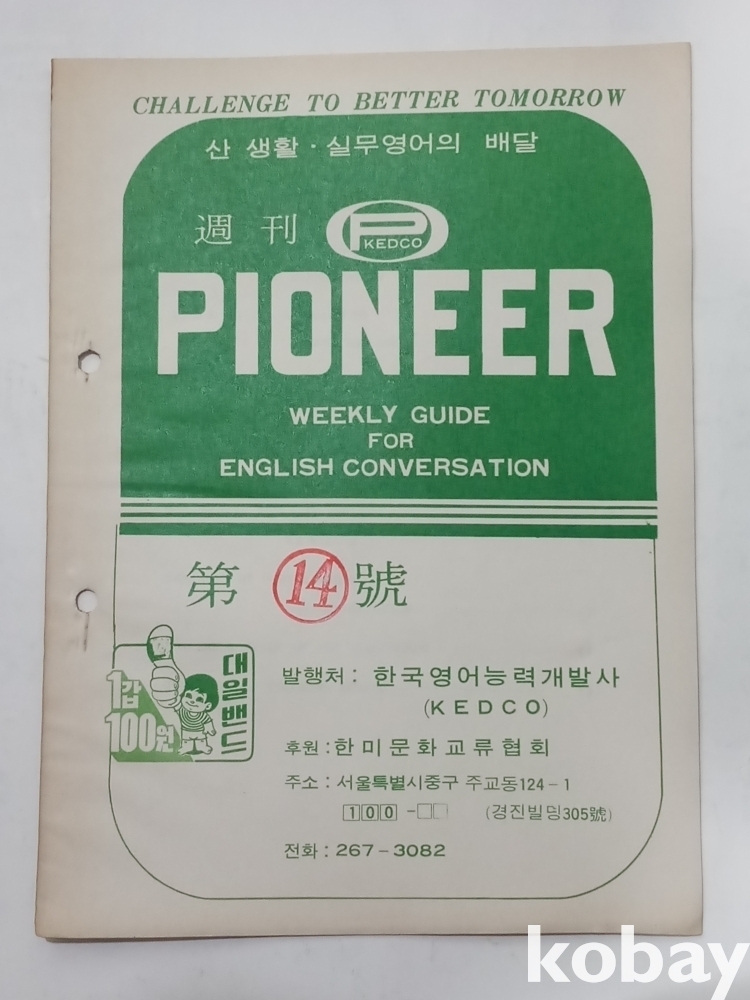 CHALLENGE TO BETTER TOMORROW
산 생활·실무영어의 배달
週刊 P KEDCO
PIONEER
WEEKLY GUIDE
FOR
ENGLISH CONVERSATION
第 14 號
대일밴드
1갑
100원
발행처: 한국영어능력개발사
(KEDCO)
후원: 한미문화교류협회
주소: 서울특별시중구 주교동124-1
100-□□ (경진빌딩305號)
전화: 267-3082
kobay